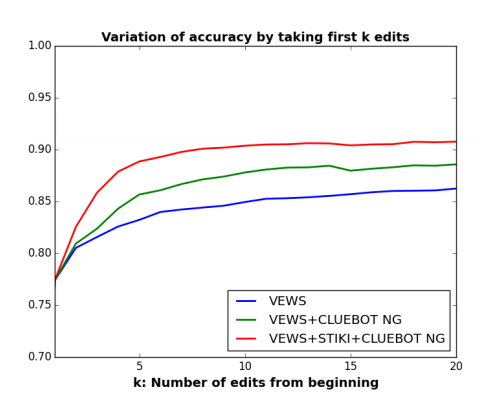 Variation of accuracy by taking first k edits
1.00
0.95
0.90
0.85
0.80
0.75
0.70
5
10
15
20
VEWS
VEWS+CLUEBOT NG
VEWS+STIKI+CLUEBOT NG
k: Number of edits from beginning